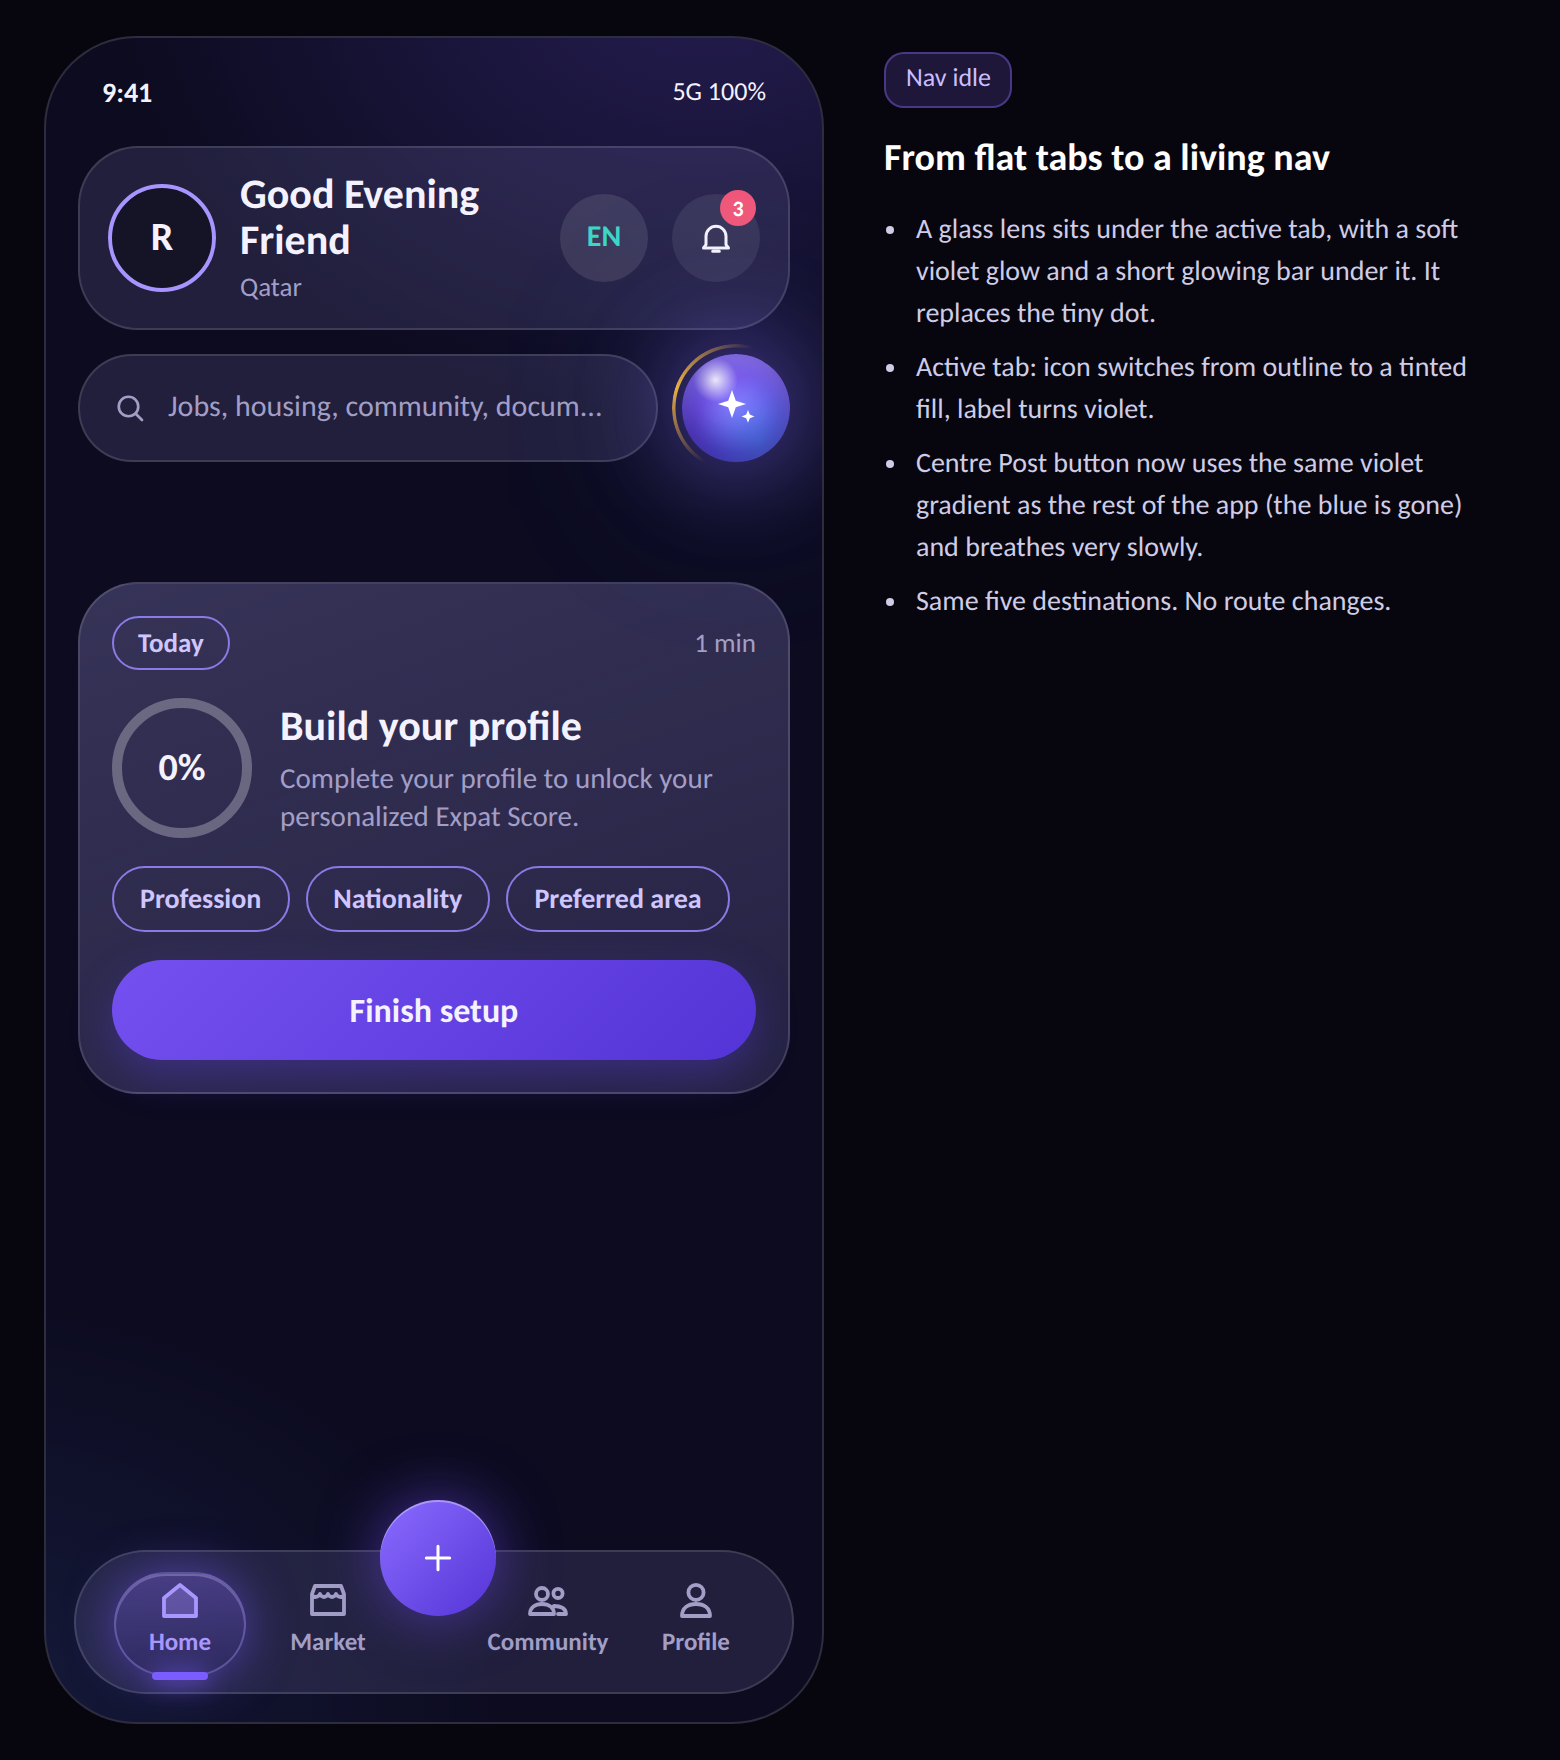 9:41
5G 100%
R
Good Evening
Friend
Qatar
EN
3
Jobs, housing, community, docum...
Today
1 min
0%
Build your profile
Complete your profile to unlock your
personalized Expat Score.
Profession
Nationality
Preferred area
Finish setup
Home
Market
Community
Profile
Nav idle
From flat tabs to a living nav
• A glass lens sits under the active tab, with a soft
violet glow and a short glowing bar under it. It
replaces the tiny dot.
• Active tab: icon switches from outline to a tinted
fill, label turns violet.
• Centre Post button now uses the same violet
gradient as the rest of the app (the blue is gone)
and breathes very slowly.
• Same five destinations. No route changes.